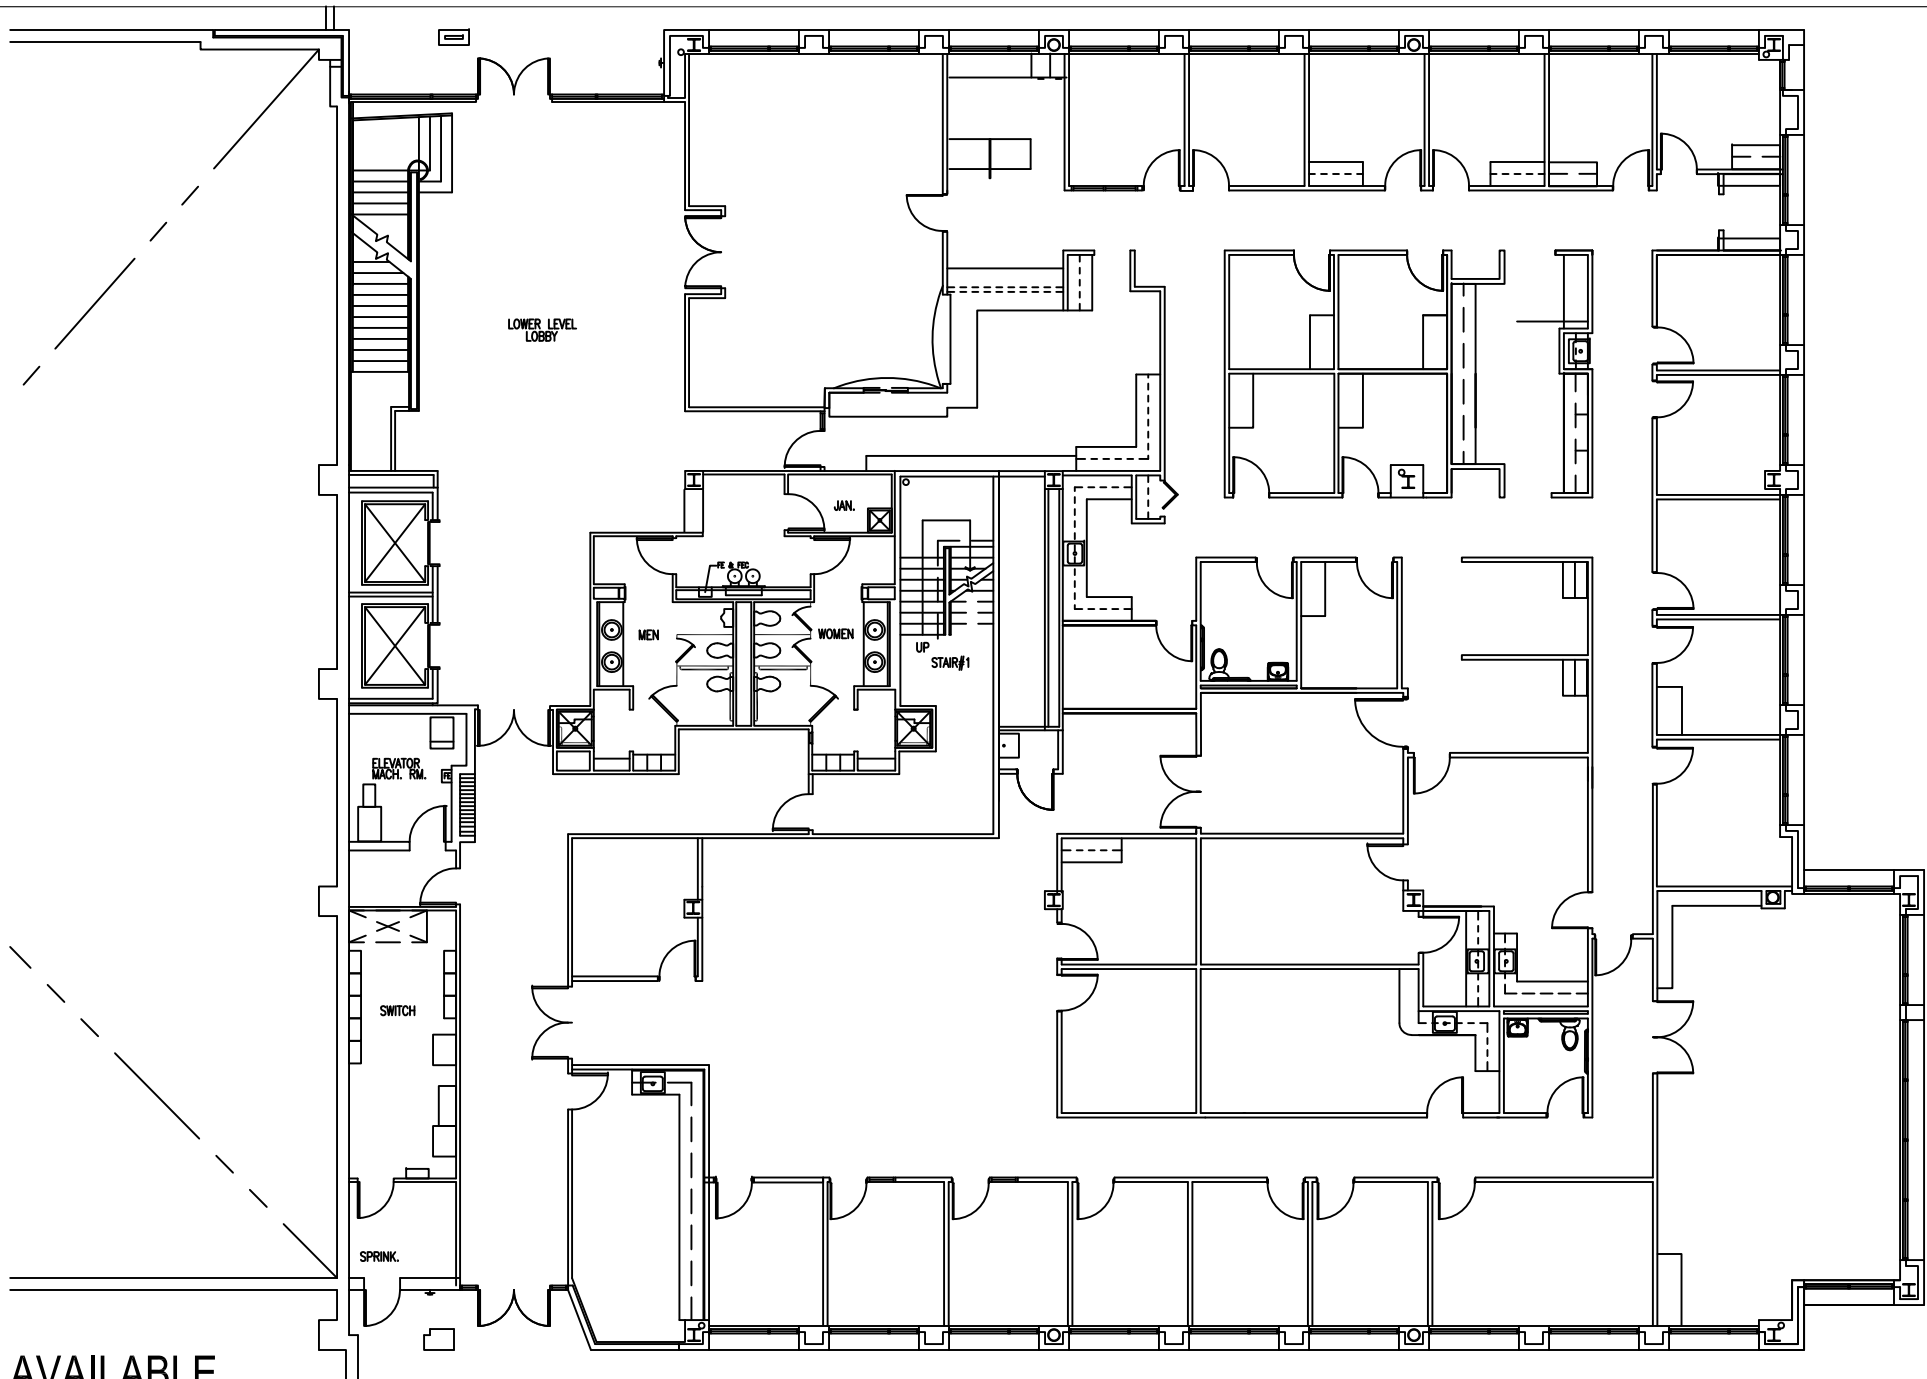 LOWER LEVEL
LOBBY
JAN.
FE & FEC
MEN
WOMEN
UP
STAIR#1
ELEVATOR
MACH. RM.
FE
SWITCH
SPRINK.
AVAILABLE